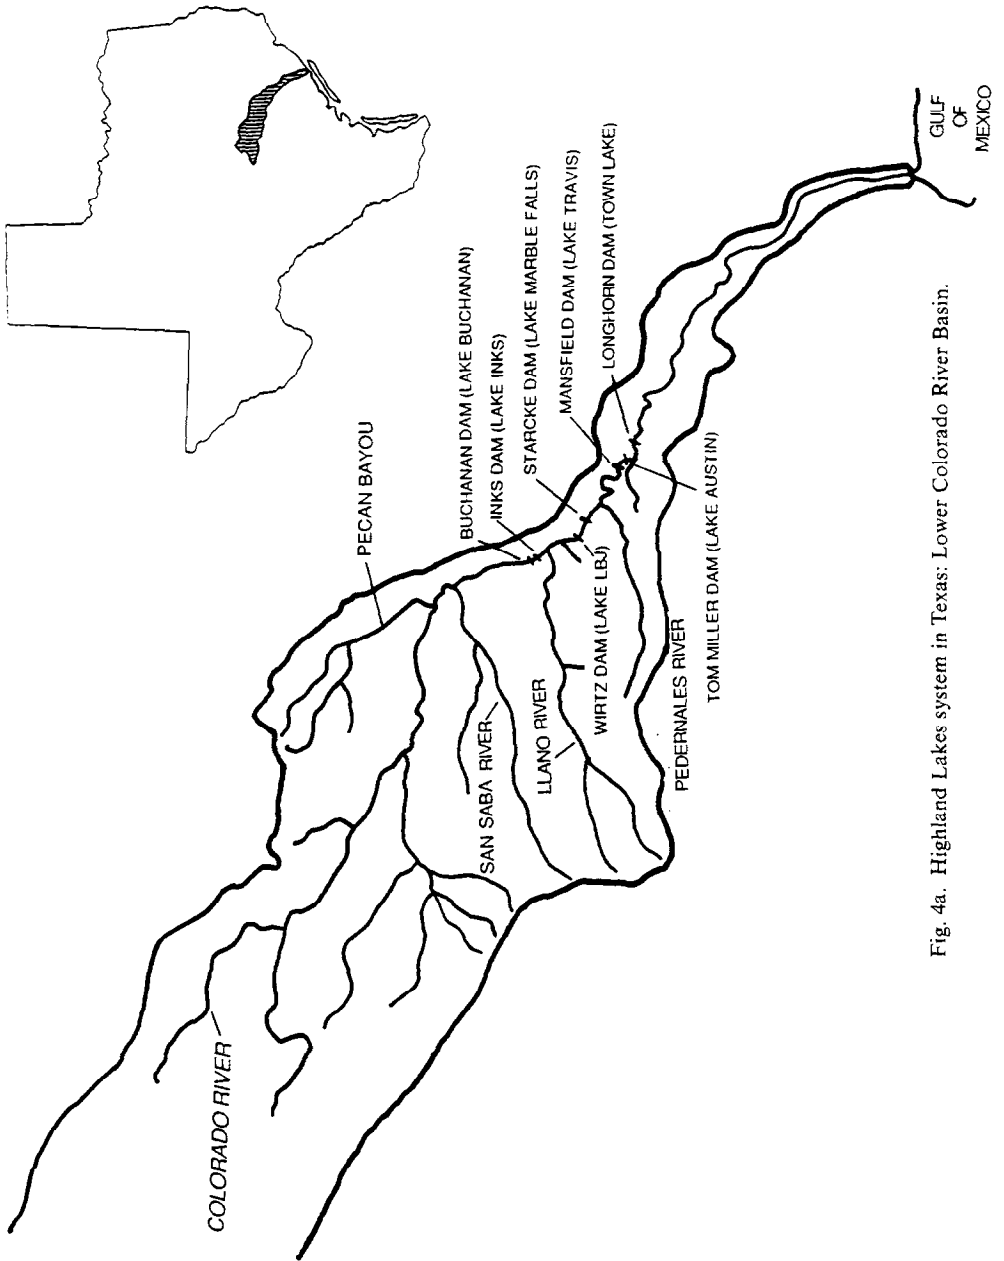 COLORADO RIVER
PECAN BAYOU
BUCHANAN DAM (LAKE BUCHANAN)
INKS DAM (LAKE INKS)
STARCKE DAM (LAKE MARBLE FALLS)
MANSFIELD DAM (LAKE TRAVIS)
LONGHORN DAM (TOWN LAKE)
SAN SABA RIVER
LLANO RIVER
WIRTZ DAM (LAKE LBJ)
PEDERNALES RIVER
TOM MILLER DAM (LAKE AUSTIN)
GULF
OF
MEXICO
Fig. 4a. Highland Lakes system in Texas: Lower Colorado River Basin.